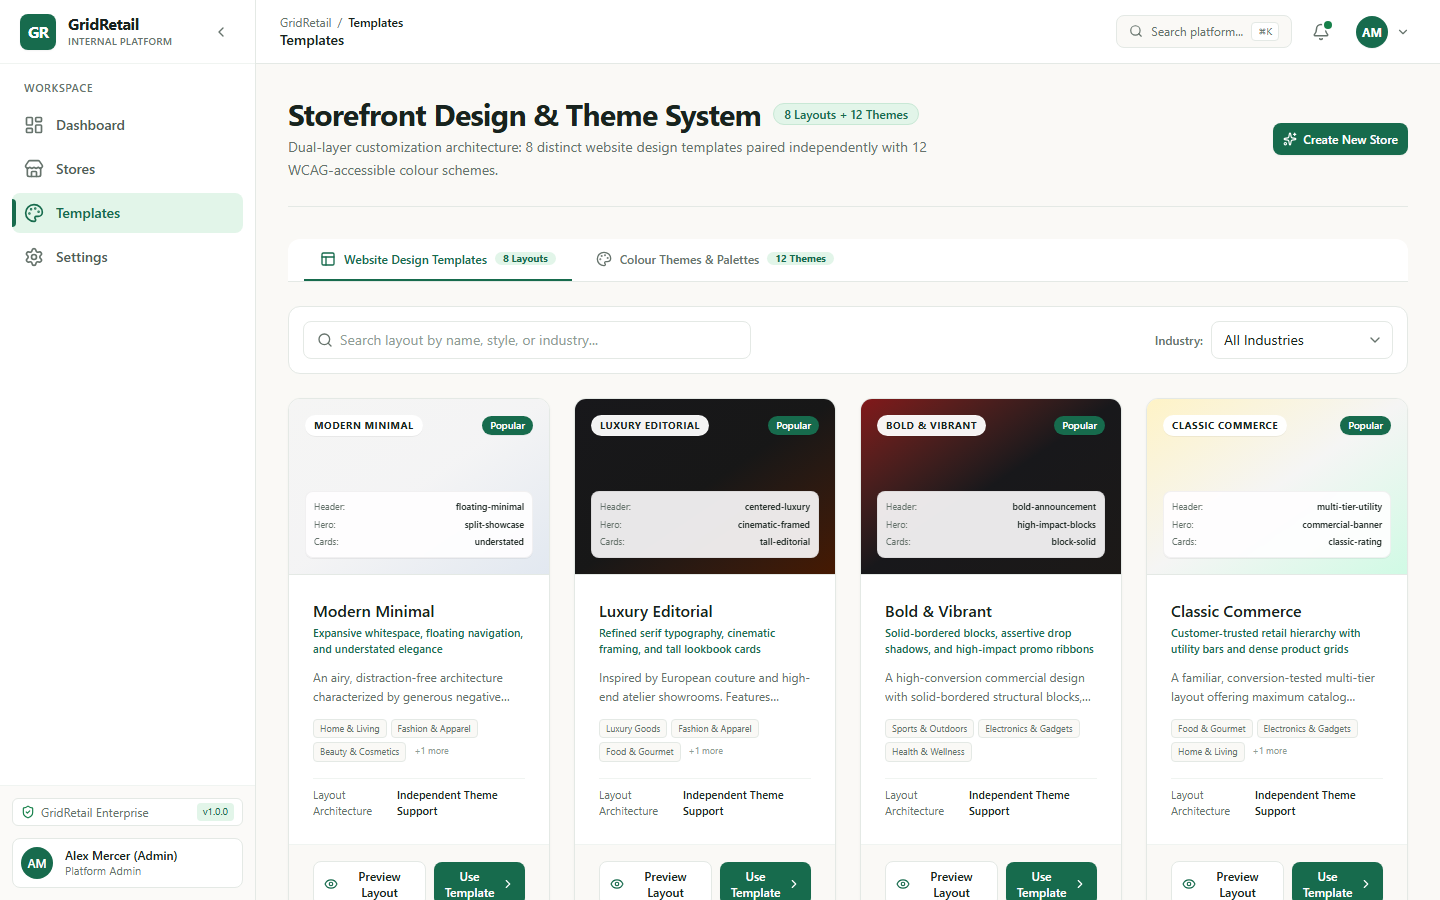 GR
GridRetail
INTERNAL PLATFORM
WORKSPACE
Dashboard
Stores
Templates
Settings
GridRetail Enterprise
v1.0.0
AM
Alex Mercer (Admin)
Platform Admin
GridRetail / Templates
Templates
Search platform...
⌘K
AM
Storefront Design & Theme System
8 Layouts + 12 Themes
Dual-layer customization architecture: 8 distinct website design templates paired independently with 12
WCAG-accessible colour schemes.
Create New Store
Website Design Templates
8 Layouts
Colour Themes & Palettes
12 Themes
Search layout by name, style, or industry...
Industry:
All Industries
MODERN MINIMAL
Popular
Header: floating-minimal
Hero: split-showcase
Cards: understated
Modern Minimal
Expansive whitespace, floating navigation,
and understated elegance
An airy, distraction-free architecture
characterized by generous negative...
Home & Living
Fashion & Apparel
Beauty & Cosmetics
+1 more
Layout
Architecture
Independent Theme
Support
Preview
Layout
Use
Template
LUXURY EDITORIAL
Popular
Header: centered-luxury
Hero: cinematic-framed
Cards: tall-editorial
Luxury Editorial
Refined serif typography, cinematic
framing, and tall lookbook cards
Inspired by European couture and high-
end atelier showrooms. Features...
Luxury Goods
Fashion & Apparel
Food & Gourmet
+1 more
Layout
Architecture
Independent Theme
Support
Preview
Layout
Use
Template
BOLD & VIBRANT
Popular
Header: bold-announcement
Hero: high-impact-blocks
Cards: block-solid
Bold & Vibrant
Solid-bordered blocks, assertive drop
shadows, and high-impact promo ribbons
A high-conversion commercial design
with solid-bordered structural blocks,...
Sports & Outdoors
Electronics & Gadgets
Health & Wellness
Layout
Architecture
Independent Theme
Support
Preview
Layout
Use
Template
CLASSIC COMMERCE
Popular
Header: multi-tier-utility
Hero: commercial-banner
Cards: classic-rating
Classic Commerce
Customer-trusted retail hierarchy with
utility bars and dense product grids
A familiar, conversion-tested multi-tier
layout offering maximum catalog...
Food & Gourmet
Electronics & Gadgets
Home & Living
+1 more
Layout
Architecture
Independent Theme
Support
Preview
Layout
Use
Template